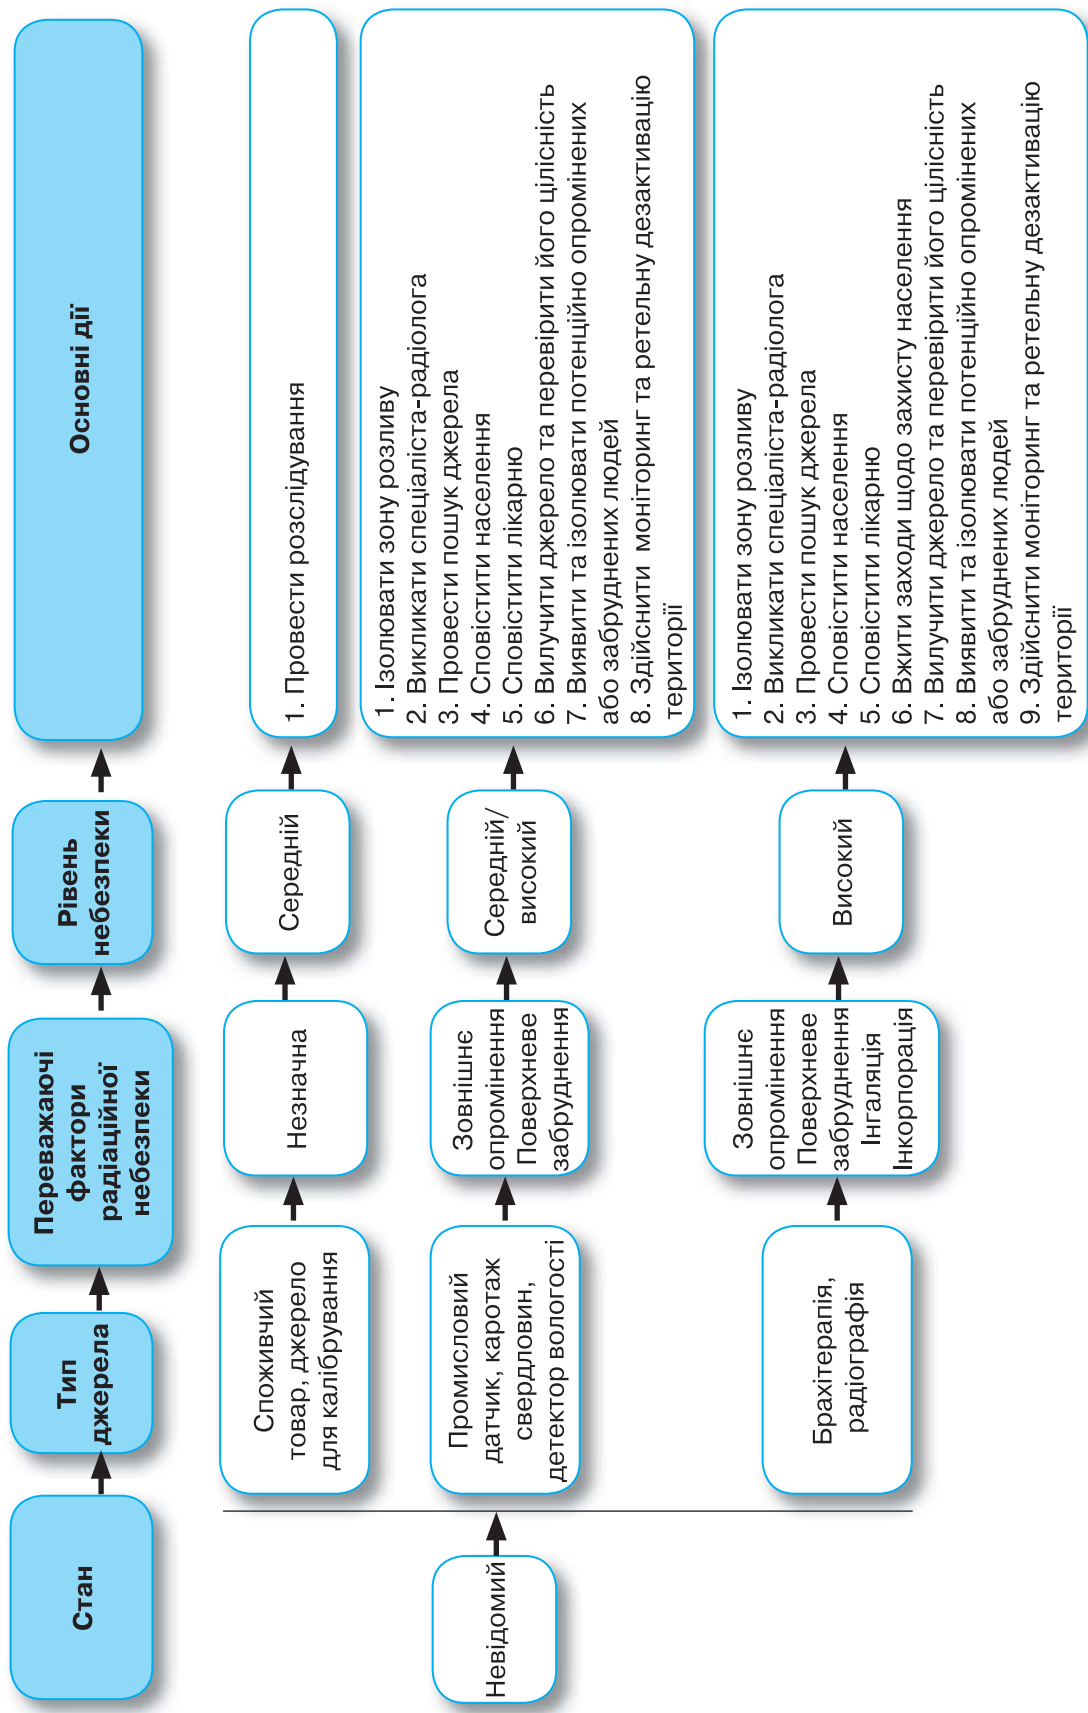 Стан
Тип
джерела
Переважаючі
фактори
радіаційної
небезпеки
Рівень
небезпеки
Основні дії
Невідомий
Споживчий
товар, джерело
для калібрування
Незначна
Середній
1. Провести розслідування
Промисловий
датчик, каротаж
свердловин,
детектор вологості
Зовнішнє
опромінення
Поверхневе
забруднення
Середній/
високий
1. Ізолювати зону розливу
2. Викликати спеціаліста-радіолога
3. Провести пошук джерела
4. Сповістити населення
5. Сповістити лікарню
6. Вилучити джерело та перевірити його цілісність
7. Виявити та ізолювати потенційно опромінених
або забруднених людей
8. Здійснити моніторинг та ретельну дезактивацію
території
Брахітерапія,
радіографія
Зовнішнє
опромінення
Поверхневе
забруднення
Інгаляція
Інкорпорація
Високий
1. Ізолювати зону розливу
2. Викликати спеціаліста-радіолога
3. Провести пошук джерела
4. Сповістити населення
5. Сповістити лікарню
6. Вжити заходи щодо захисту населення
7. Вилучити джерело та перевірити його цілісність
8. Виявити та ізолювати потенційно опромінених
або забруднених людей
9. Здійснити моніторинг та ретельну дезактивацію
території